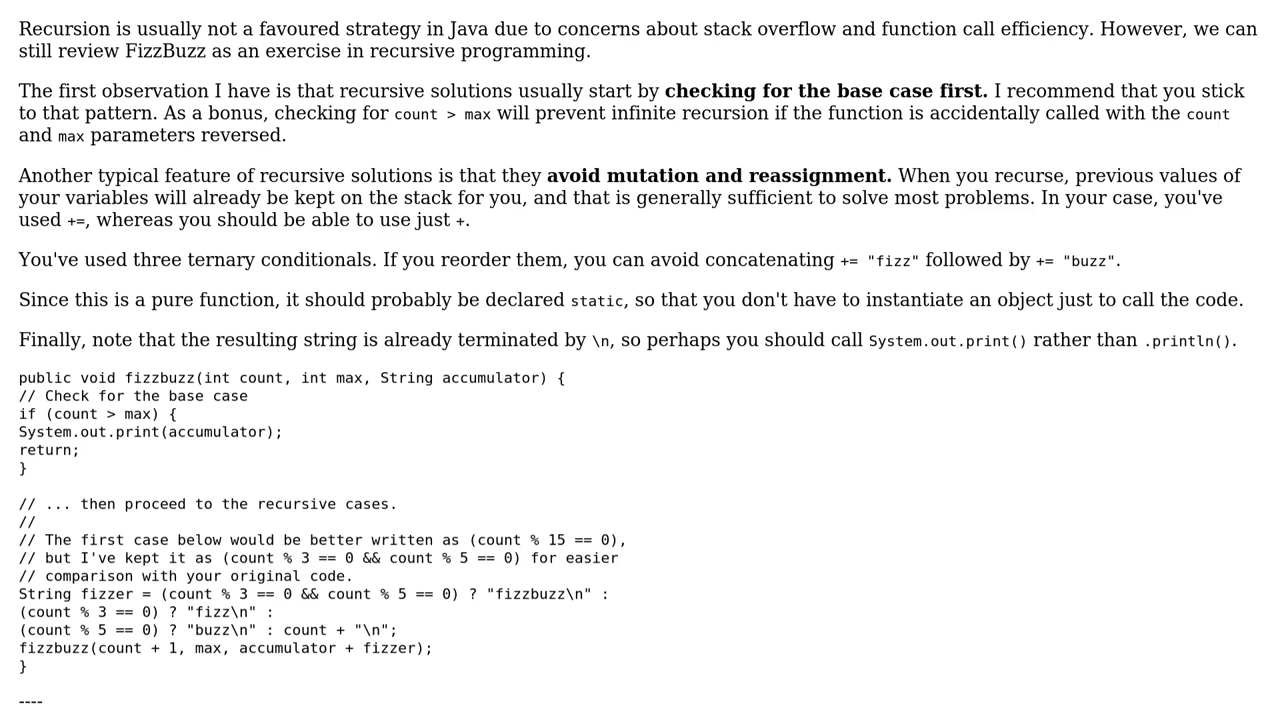 Recursion is usually not a favoured strategy in Java due to concerns about stack overflow and function call efficiency. However, we can
still review FizzBuzz as an exercise in recursive programming.
The first observation I have is that recursive solutions usually start by checking for the base case first. I recommend that you stick
to that pattern. As a bonus, checking for count > max will prevent infinite recursion if the function is accidentally called with the count
and max parameters reversed.
Another typical feature of recursive solutions is that they avoid mutation and reassignment. When you recurse, previous values of
your variables will already be kept on the stack for you, and that is generally sufficient to solve most problems. In your case, you've
used +=, whereas you should be able to use just +.
You've used three ternary conditionals. If you reorder them, you can avoid concatenating += "fizz" followed by += "buzz".
Since this is a pure function, it should probably be declared static, so that you don't have to instantiate an object just to call the code.
Finally, note that the resulting string is already terminated by \n, so perhaps you should call System.out.print() rather than .println().
public void fizzbuzz(int count, int max, String accumulator) {
// Check for the base case
if (count > max) {
System.out.print(accumulator);
return;
}
// ... then proceed to the recursive cases.
//
// The first case below would be better written as (count % 15 == 0),
// but I've kept it as (count % 3 == 0 && count % 5 == 0) for easier
// comparison with your original code.
String fizzer = (count % 3 == 0 && count % 5 == 0) ? "fizzbuzz\n" :
(count % 3 == 0) ? "fizz\n" :
(count % 5 == 0) ? "buzz\n" : count + "\n";
fizzbuzz(count + 1, max, accumulator + fizzer);
}
----